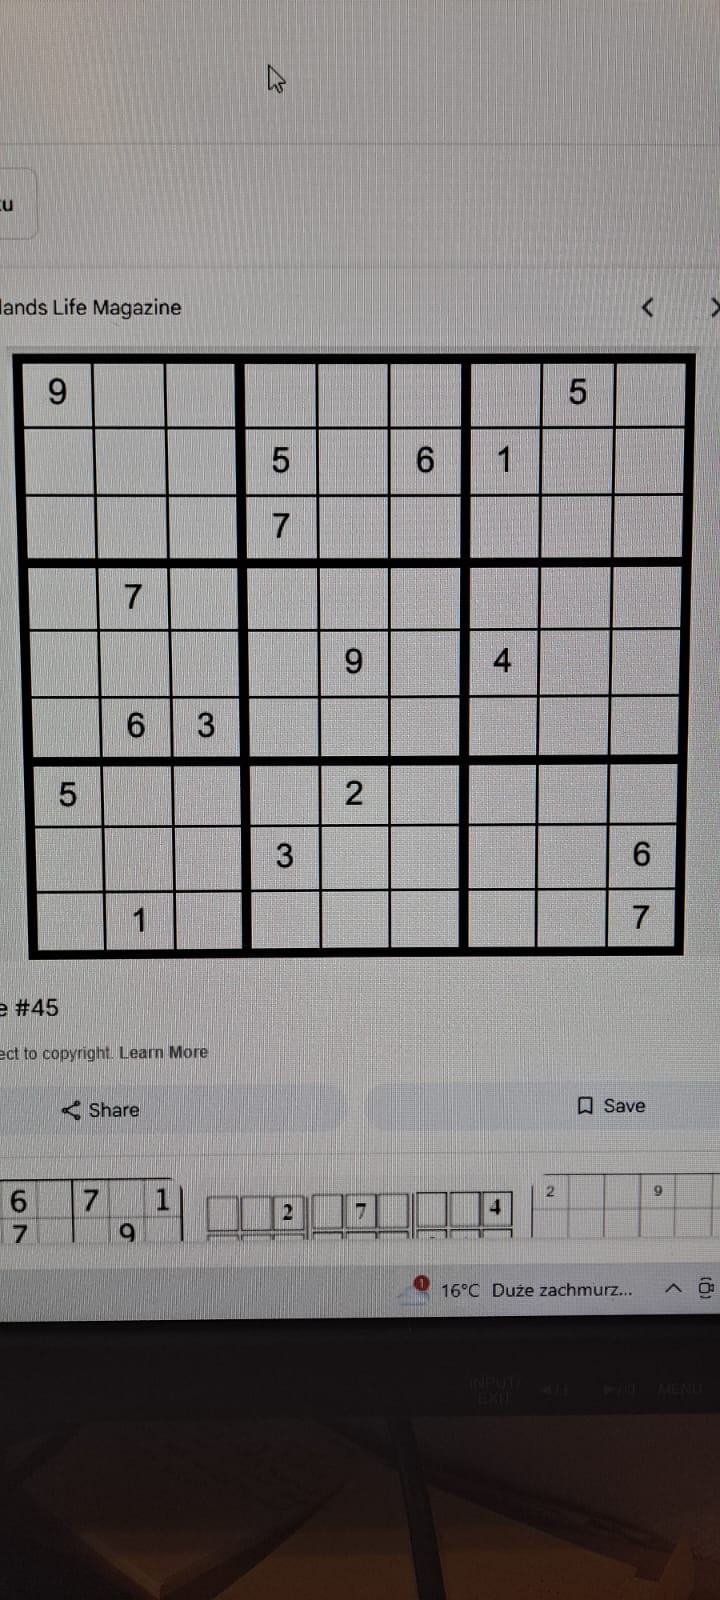 u
lands Life Magazine
9 5
5 6 1
7
7
9 4
6 3
5 2
3 6
1 7
e #45
ect to copyright. Learn More
Share Save
6 7 1 2 7 4 2 9
7 9
1
16°C Duże zachmurz...
INPUT/
EXIT MENU